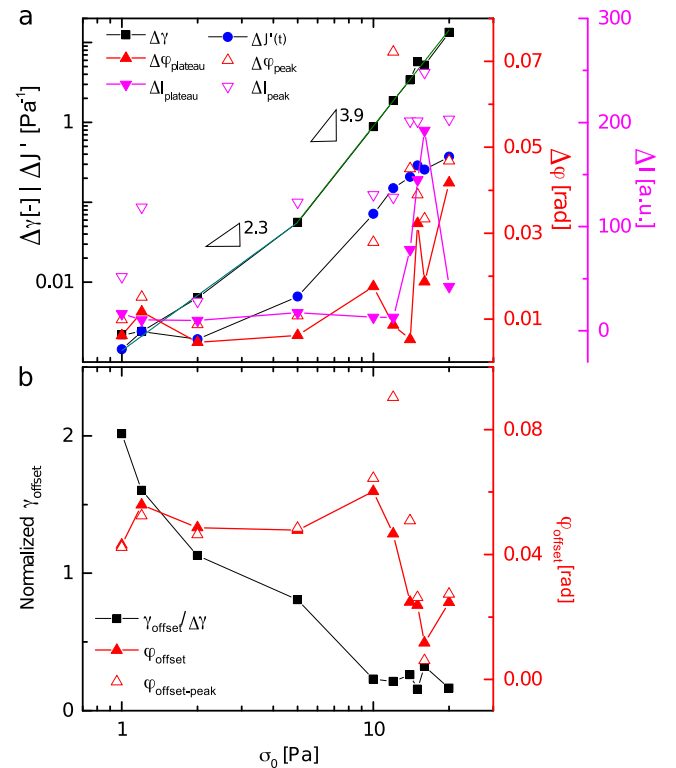 a
Δγ ΔJ'(t)
Δφplateau Δφpeak
ΔIplateau ΔIpeak
3.9
2.3
1
0.01
Δγ[-] | ΔJ' [Pa⁻¹]
0.07
0.05
0.03
0.01
Δφ [rad]
300
200
100
0
ΔI [a.u.]
b
2
1
0
Normalized γoffset
γoffset/Δγ
φoffset
φoffset-peak
0.08
0.04
0.00
φoffset[rad]
1 10
σ₀ [Pa]